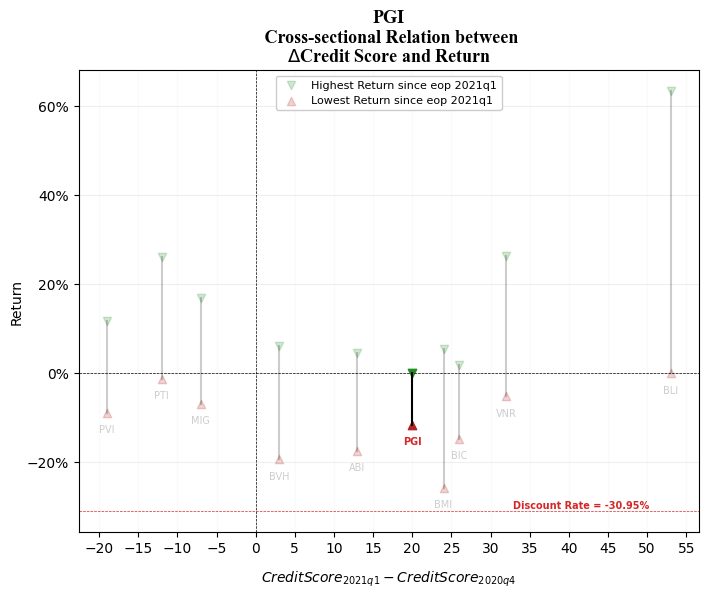 PGI
Cross-sectional Relation between
ΔCredit Score and Return
Highest Return since eop 2021q1
Lowest Return since eop 2021q1
60%
40%
20%
0%
−20%
Return
PVI
PTI
MIG
BVH
ABI
PGI
BMI
BIC
VNR
BLI
Discount Rate = -30.95%
−20 −15 −10 −5 0 5 10 15 20 25 30 35 40 45 50 55
CreditScore2021q1 − CreditScore2020q4